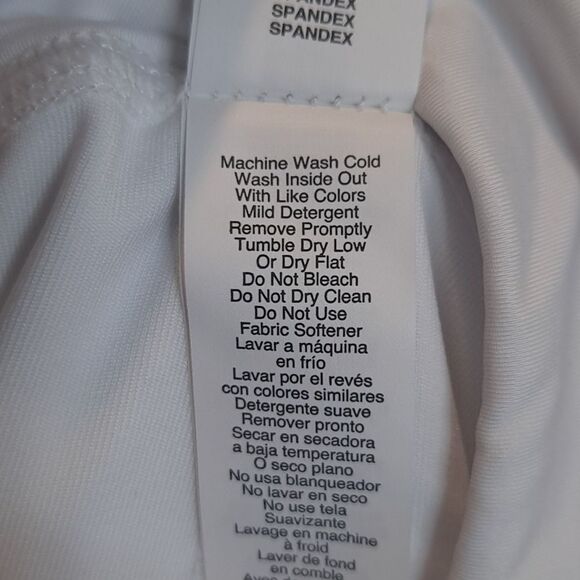 SPANDEX
SPANDEX
SPANDEX
Machine Wash Cold
Wash Inside Out
With Like Colors
Mild Detergent
Remove Promptly
Tumble Dry Low
Or Dry Flat
Do Not Bleach
Do Not Dry Clean
Do Not Use
Fabric Softener
Lavar a máquina
en frío
Lavar por el revés
con colores similares
Detergente suave
Remover pronto
Secar en secadora
a baja temperatura
O seco plano
No usa blanqueador
No lavar en seco
No use tela
Suavizante
Lavage en machine
à froid
Laver de fond
en comble